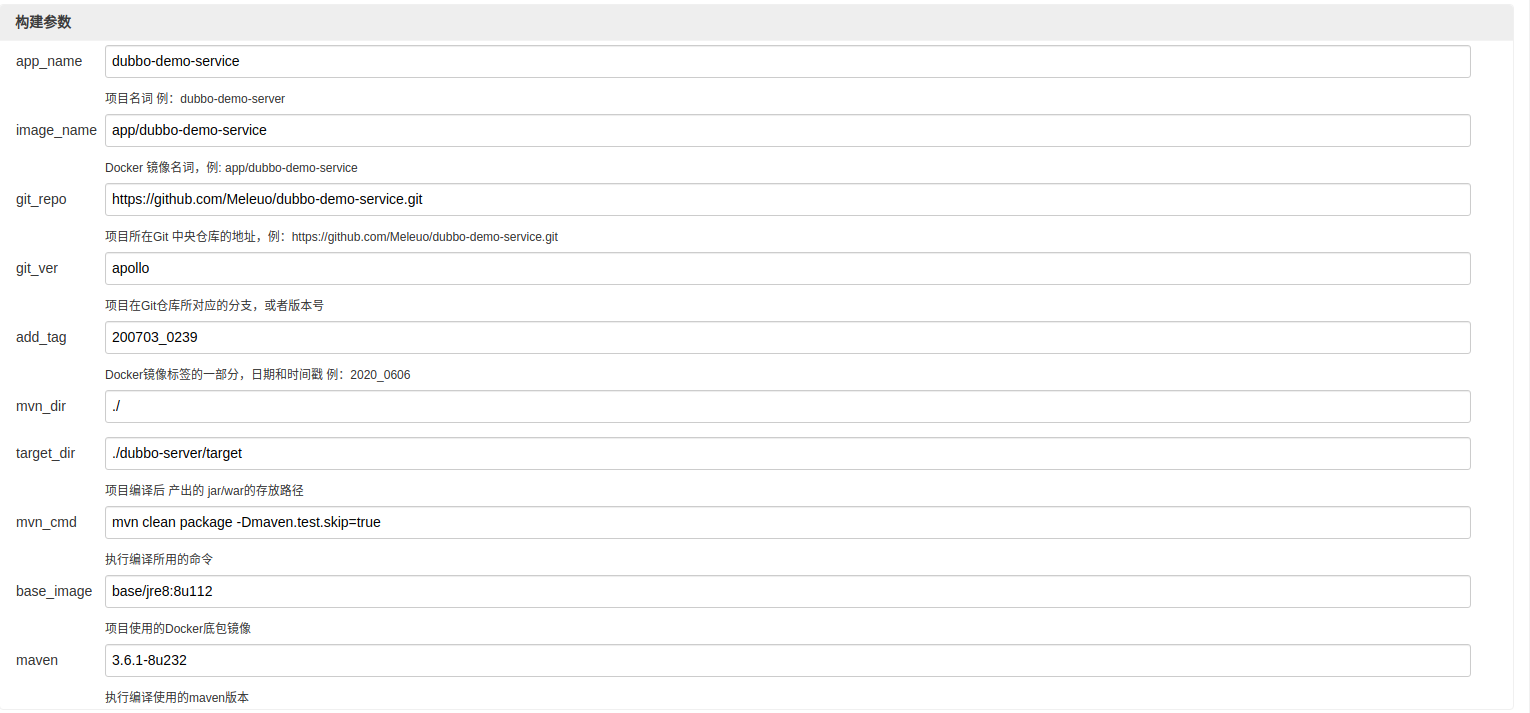 构建参数
app_name dubbo-demo-service
项目名词 例：dubbo-demo-server
image_name app/dubbo-demo-service
Docker 镜像名词，例: app/dubbo-demo-service
git_repo https://github.com/Meleuo/dubbo-demo-service.git
项目所在Git 中央仓库的地址，例：https://github.com/Meleuo/dubbo-demo-service.git
git_ver apollo
项目在Git仓库所对应的分支，或者版本号
add_tag 200703_0239
Docker镜像标签的一部分，日期和时间戳 例：2020_0606
mvn_dir ./
target_dir ./dubbo-server/target
项目编译后 产出的 jar/war的存放路径
mvn_cmd mvn clean package -Dmaven.test.skip=true
执行编译所用的命令
base_image base/jre8:8u112
项目使用的Docker底包镜像
maven 3.6.1-8u232
执行编译使用的maven版本